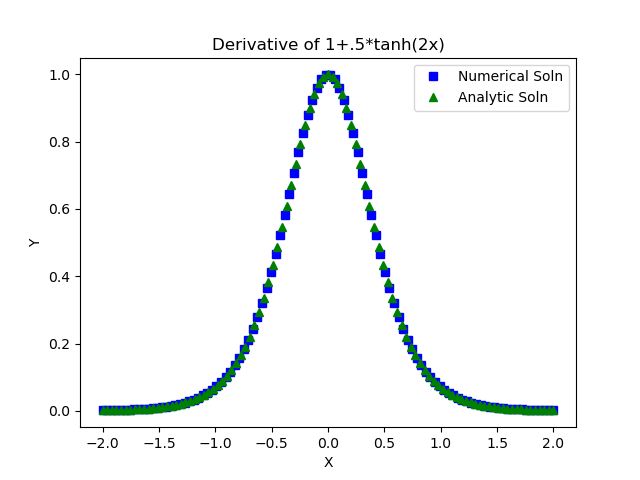 Derivative of 1+.5*tanh(2x)
Numerical Soln
Analytic Soln
1.0
0.8
0.6
0.4
0.2
0.0
Y
−2.0 −1.5 −1.0 −0.5 0.0 0.5 1.0 1.5 2.0
X